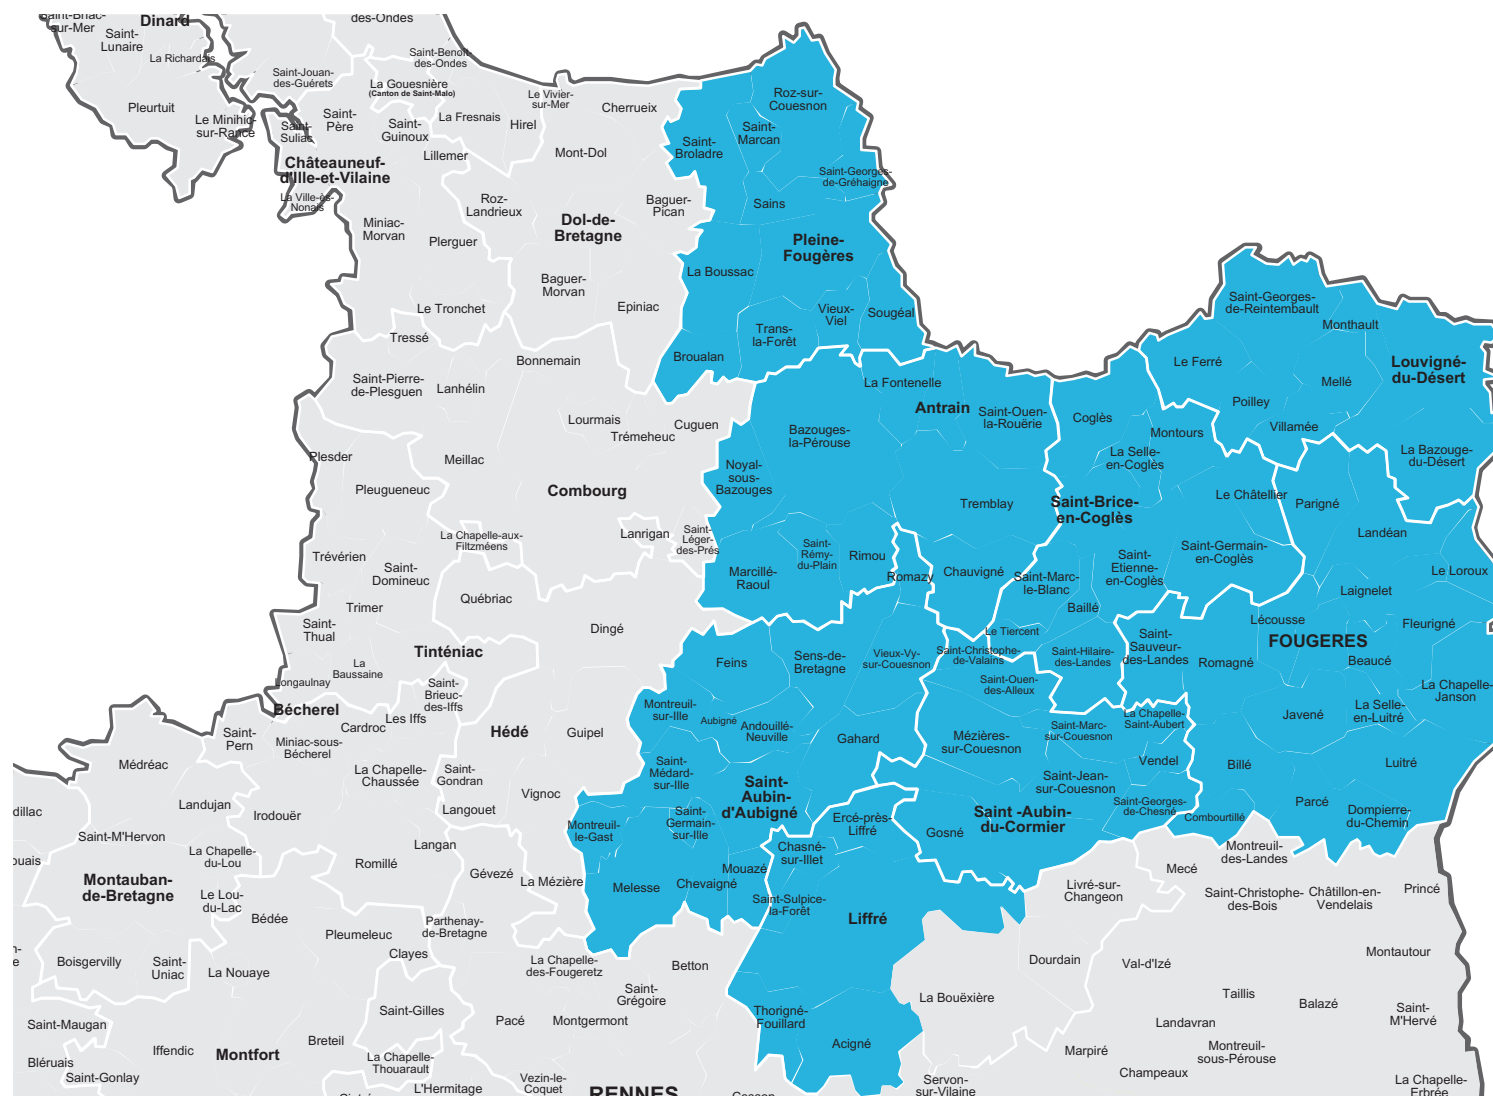 Saint-Briac-
sur-Mer
Dinard
des-Ondes
Saint-
Lunaire
La Richardais
Saint-Benoît-
des-Ondes
Saint-Jouan-
des-Guérets
La Gouesnière
(Canton de Saint-Malo)
Le Vivier-
sur-Mer
Cherrueix
Roz-sur-
Couesnon
Pleurtuit
Le Minihic-
sur-Rance
Saint-
Suliac
Saint-
Père
Saint-
Guinoux
La Fresnais
Hirel
Saint-
Marcan
Saint-
Broladre
Lillemer
Mont-Dol
Châteauneuf-
d'Ille-et-Vilaine
Saint-Georges-
de-Gréhaigne
La Ville-ès-
Nonais
Roz-
Landrieux
Baguer-
Pican
Sains
Miniac-
Morvan
Plerguer
Dol-de-
Bretagne
Pleine-
Fougères
La Boussac
Baguer-
Morvan
Epiniac
Le Tronchet
Vieux-
Viel
Sougéal
Trans-
la-Forêt
Saint-Georges-
de-Reintembault
Monthault
Tressé
Bonnemain
Broualan
Le Ferré
Louvigné-
du-Désert
Saint-Pierre-
de-Plesguen
Lanhélin
La Fontenelle
Mellé
Antrain
Saint-Ouen-
la-Rouërie
Poilley
Lourmais
Trémeheuc
Cuguen
Bazouges-
la-Pérouse
Coglès
Montours
Villamée
Plesder
Meillac
La Selle-
en-Coglès
La Bazouge-
du-Désert
Pleugueneuc
Combourg
Noyal-
sous-
Bazouges
Tremblay
Saint-Brice-
en-Coglès
Le Châtellier
Parigné
La Chapelle-aux-
Filtzméens
Lanrigan
Saint-
Léger-
des-Prés
Landéan
Trévérien
Saint-
Domineuc
Saint-
Rémy-
du-Plain
Rimou
Marcillé-
Raoul
Romazy
Chauvigné
Saint-Marc-
le-Blanc
Saint-
Etienne-
en-Coglès
Saint-Germain-
en-Coglès
Le Loroux
Laignelet
Québriac
Trimer
Baillé
Saint-
Thual
Dingé
Le Tiercent
Lécousse
Fleurigné
FOUGERES
Tinténiac
La
Baussaine
Feins
Sens-de-
Bretagne
Vieux-Vy-
sur-Couesnon
Saint-Christophe-
de-Valains
Saint-Hilaire-
des-Landes
Saint-
Sauveur-
des-Landes
Romagné
Beaucé
Longaulnay
Saint-
Brieuc-
des-Iffs
Saint-Ouen-
des-Alleux
La Chapelle-
Janson
Bécherel
Cardroc
Les Iffs
Montreuil-
sur-Ille
Aubigné
Andouillé-
Neuville
Javené
La Selle-
en-Luitré
Saint-
Pern
Miniac-sous-
Bécherel
Hédé
Guipel
Gahard
Mézières-
sur-Couesnon
Saint-Marc-
sur-Couesnon
La Chapelle-
Saint-Aubert
Médréac
La Chapelle-
Chaussée
Saint-
Gondran
Saint-
Médard-
sur-Ille
Vendel
Billé
Luitré
Saint-
Aubin-
d'Aubigné
Saint-Jean-
sur-Couesnon
dillac
Landujan
Irodouër
Langouet
Vignoc
Saint-Georges-
de-Chesné
Parcé
Dompierre-
du-Chemin
Ercé-près-
Liffré
Saint -Aubin-
du-Cormier
Combourtillé
Montreuil-
le-Gast
Saint-
Germain-
sur-Ille
Gosné
Saint-M'Hervon
Langan
Chasné-
sur-Illet
Montreuil-
des-Landes
ouais
La Chapelle-
du-Lou
Romillé
Gévezé
La Mézière
Mouazé
Mecé
Montauban-
de-Bretagne
Melesse
Chevaigné
Livré-sur-
Changeon
Saint-Christophe-
des-Bois
Châtillon-en-
Vendelais
Princé
Le Lou-
du-Lac
Saint-Sulpice-
la-Forêt
Bédée
Liffré
Parthenay-
de-Bretagne
Pleumeleuc
n-
e
Boisgervilly
Saint-
Uniac
La Nouaye
Clayes
La Chapelle-
des-Fougeretz
Betton
Dourdain
Val-d'Izé
Montautour
Saint-
Grégoire
La Bouëxière
Taillis
Balazé
Saint-Gilles
Saint-Maugan
Pacé
Montgermont
Thorigné-
Fouillard
Landavran
Saint-
M'Hervé
Iffendic
Montfort
Breteil
Acigné
Marpiré
Montreuil-
sous-Pérouse
Bléruais
Saint-Gonlay
La Chapelle-
Thouarault
L'Hermitage
Vezin-le-
Coquet
RENNES
Servon-
sur-Vilaine
Champeaux
La Chapelle-
Erbrée